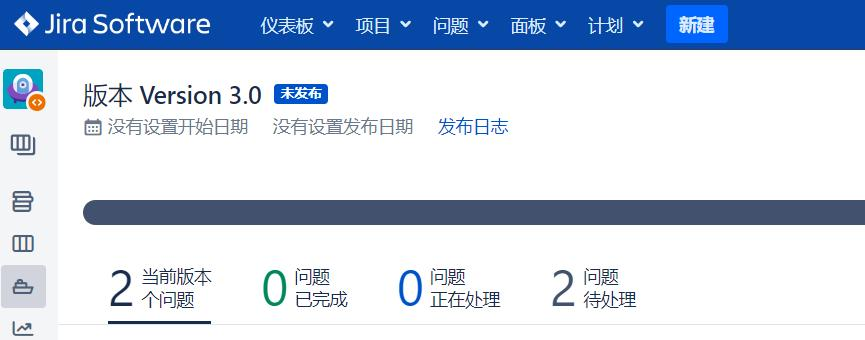 Jira Software 仪表板 项目 问题 面板 计划 新建
版本 Version 3.0 未发布
没有设置开始日期 没有设置发布日期 发布日志
2 当前版本 0 问题 0 问题 2 问题
个问题 已完成 正在处理 待处理